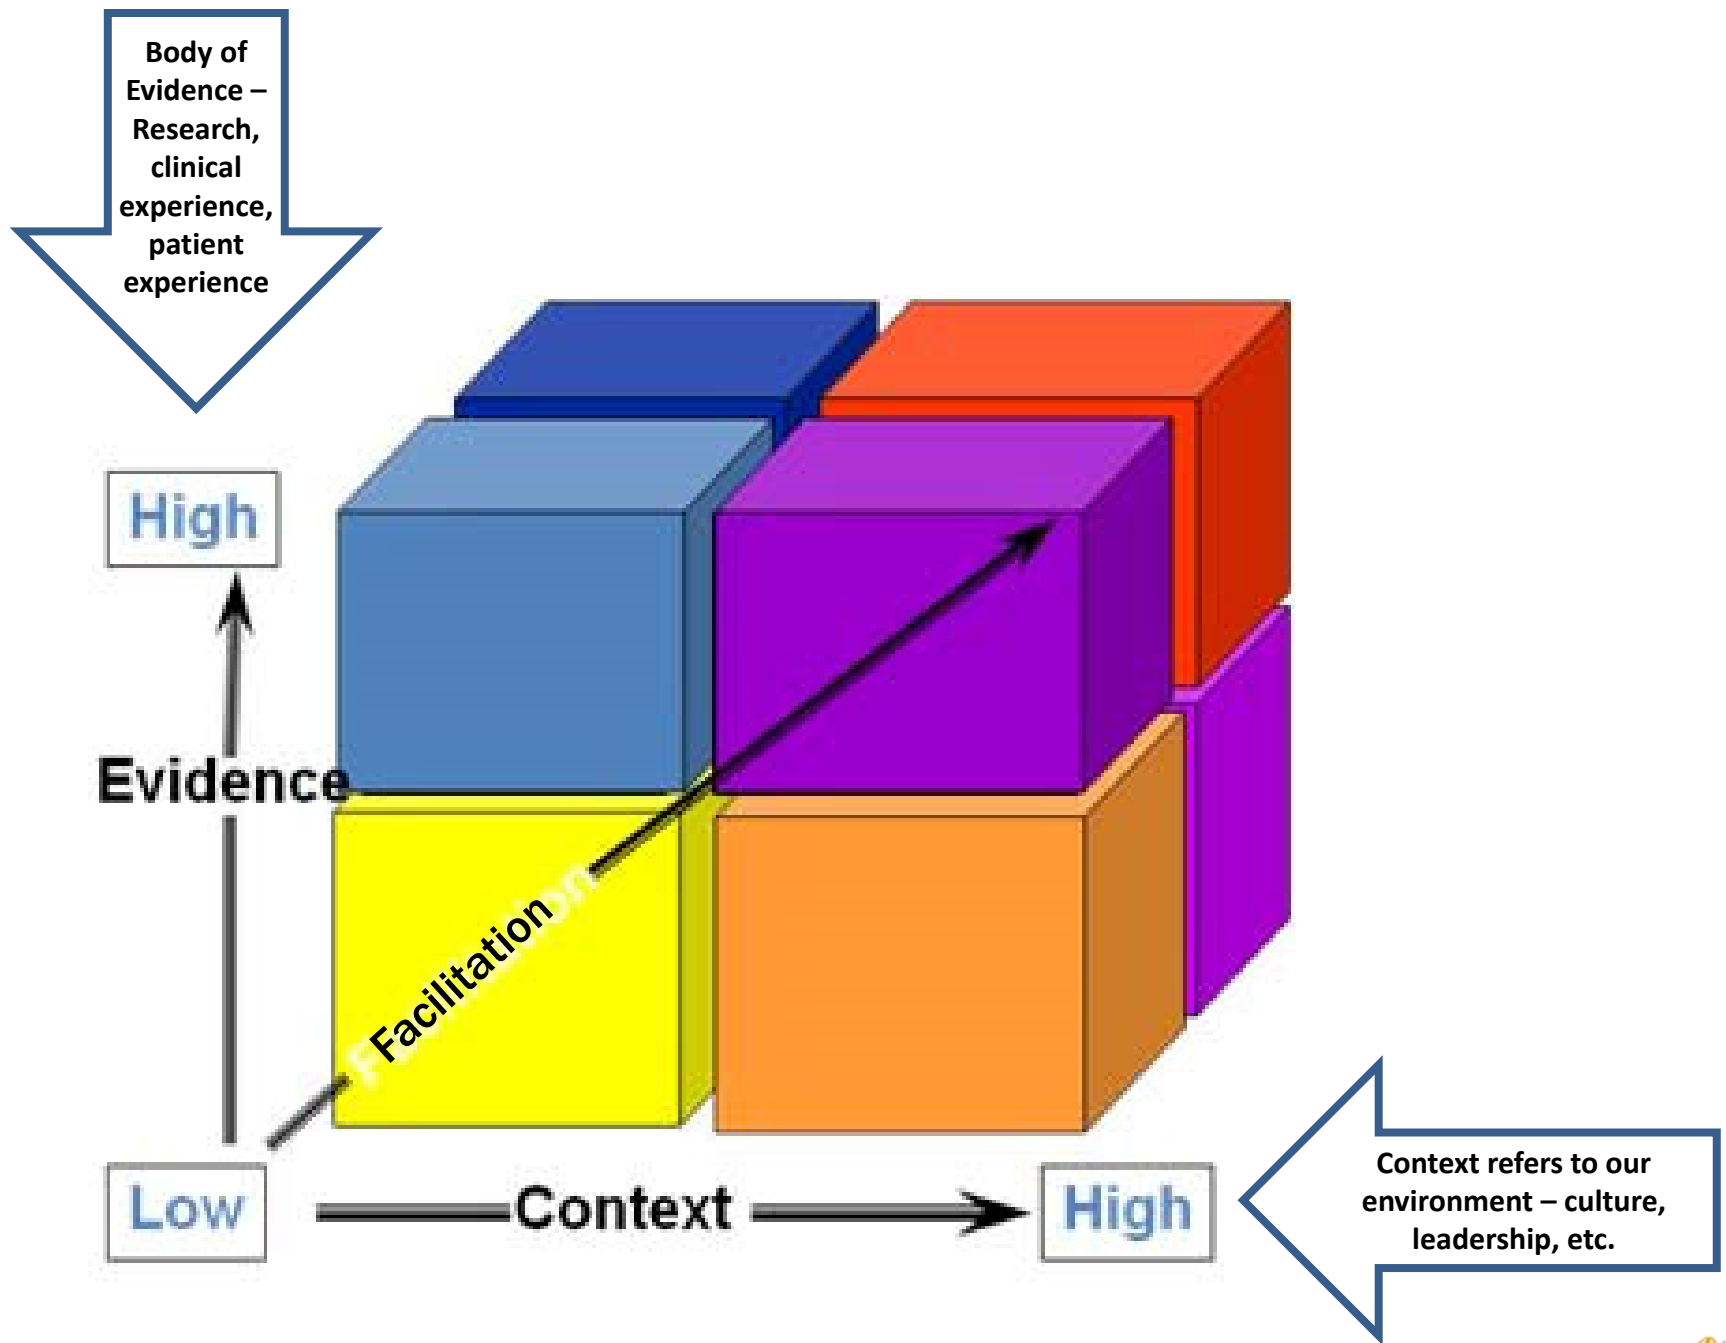 Body of
Evidence –
Research,
clinical
experience,
patient
experience
High
Evidence
Facilitation
Low
Context
High
Context refers to our
environment – culture,
leadership, etc.